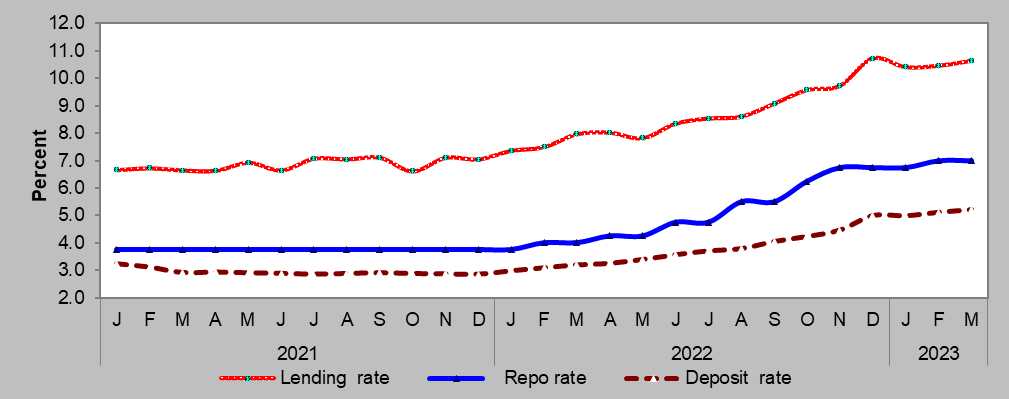 12.0
11.0
10.0
9.0
8.0
7.0
6.0
5.0
4.0
3.0
2.0
Percent
J F M A M J J A S O N D J F M A M J J A S O N D J F M
2021 2022 2023
Lending rate Repo rate Deposit rate